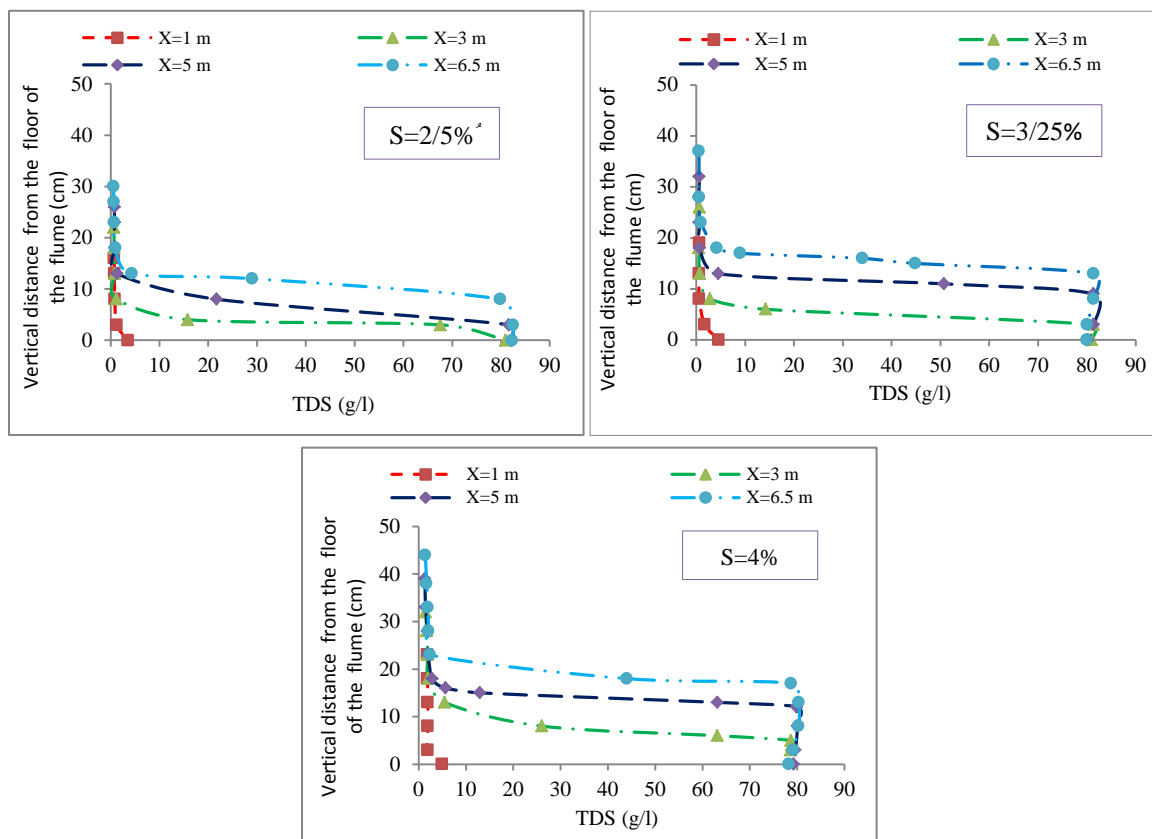 X=1 m
X=3 m
X=5 m
X=6.5 m
50
40
30
20
10
0
Vertical distance from the floor of
the flume (cm)
S=2/5%ۀ
0 10 20 30 40 50 60 70 80 90
TDS (g/l)
X=1 m
X=3 m
X=5 m
X=6.5 m
50
40
30
20
10
0
Vertical distance from the floor of
the flume (cm)
S=3/25%
0 10 20 30 40 50 60 70 80 90
TDS (g/l)
X=1 m
X=3 m
X=5 m
X=6.5 m
50
40
30
20
10
0
Vertical distance from the floor
of the flume (cm)
S=4%
0 10 20 30 40 50 60 70 80 90
TDS (g/l)